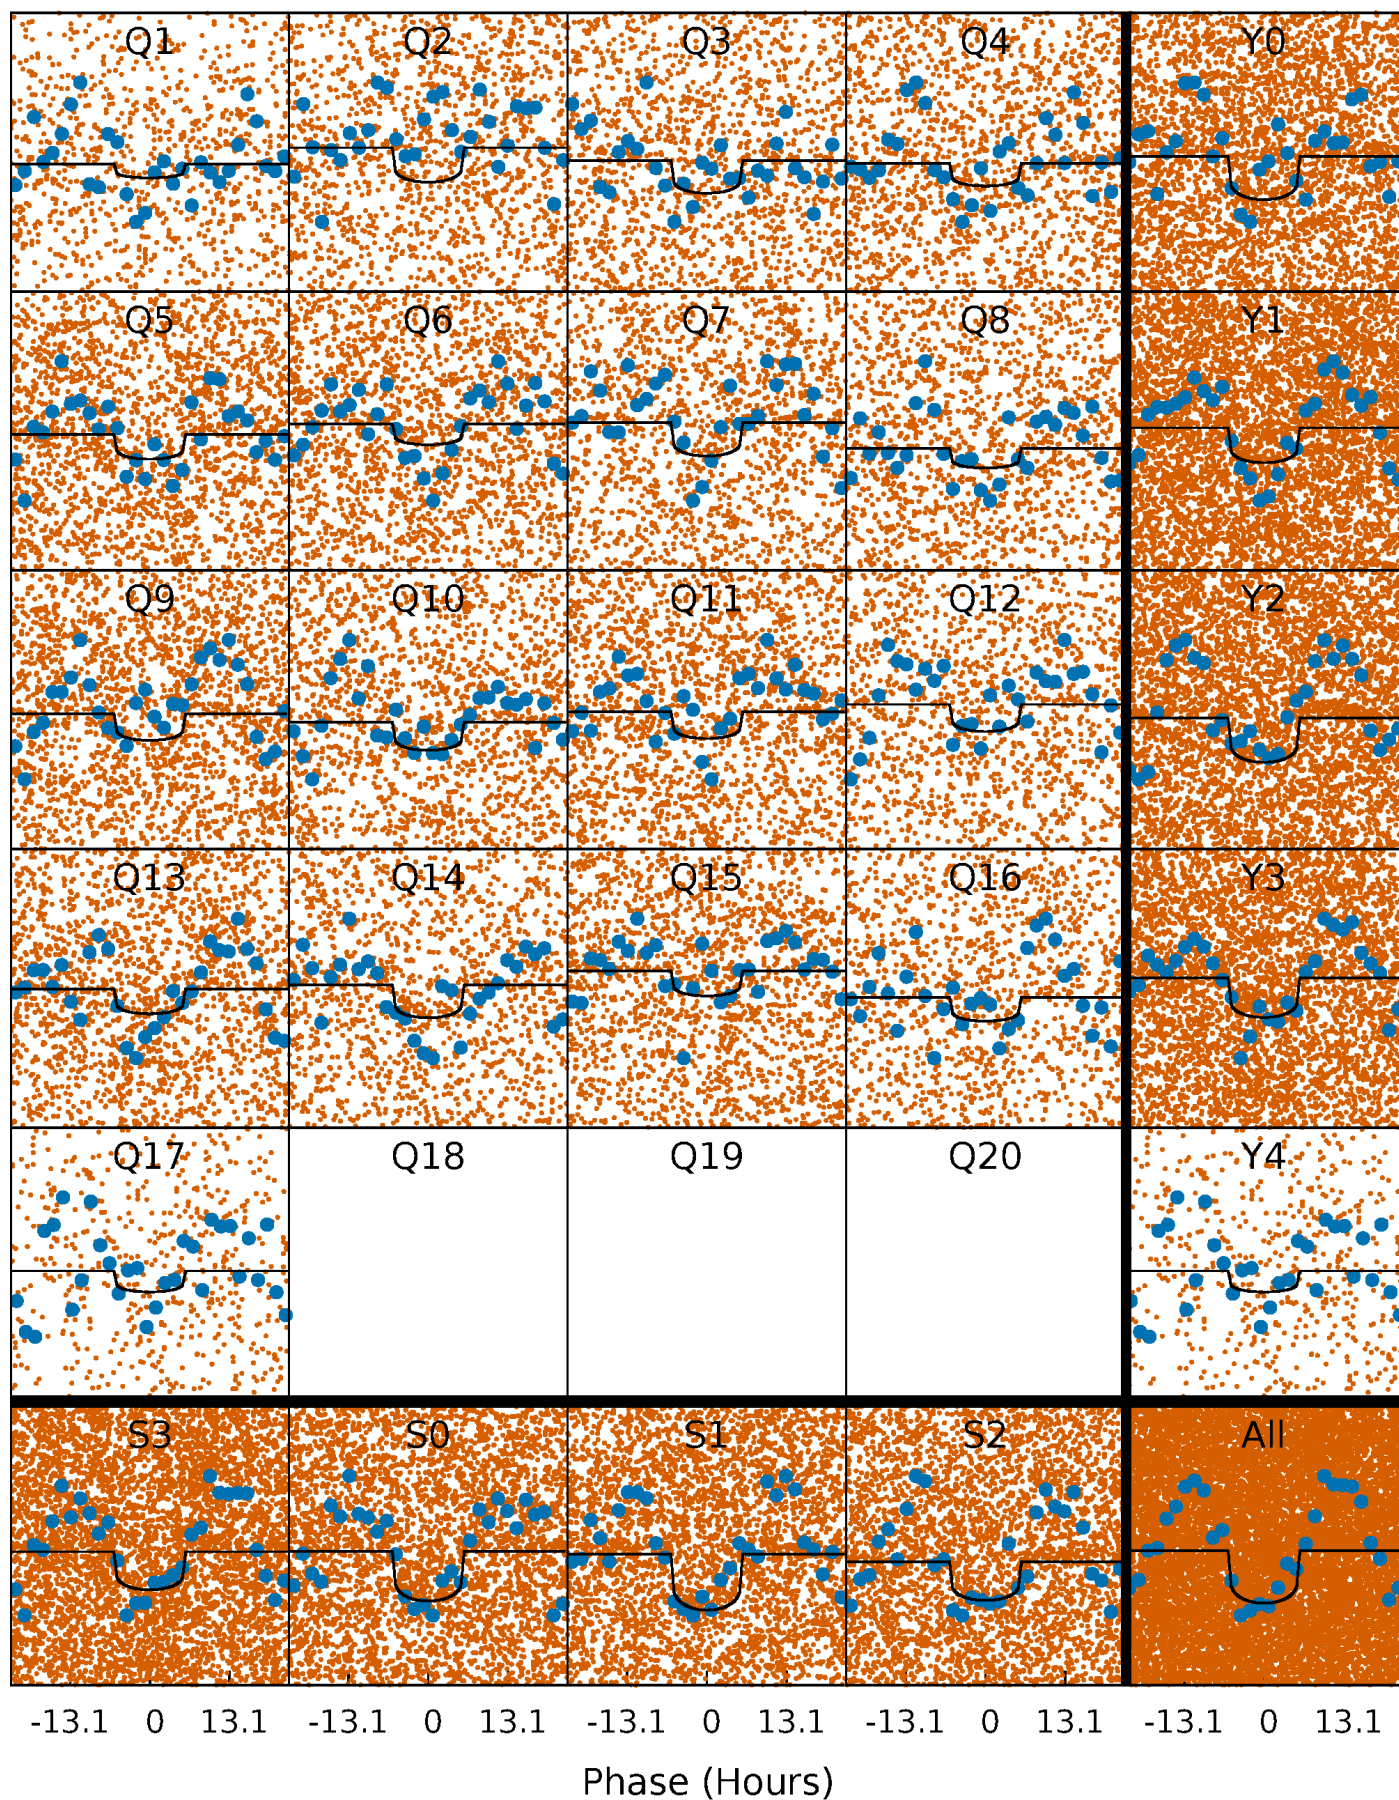 Q1 Q2 Q3 Q4 Y0
Q5 Q6 Q7 Q8 Y1
Q9 Q10 Q11 Q12 Y2
Q13 Q14 Q15 Q16 Y3
Q17 Q18 Q19 Q20 Y4
S3 S0 S1 S2 All
-13.1 0 13.1 -13.1 0 13.1 -13.1 0 13.1 -13.1 0 13.1 -13.1 0 13.1
Phase (Hours)